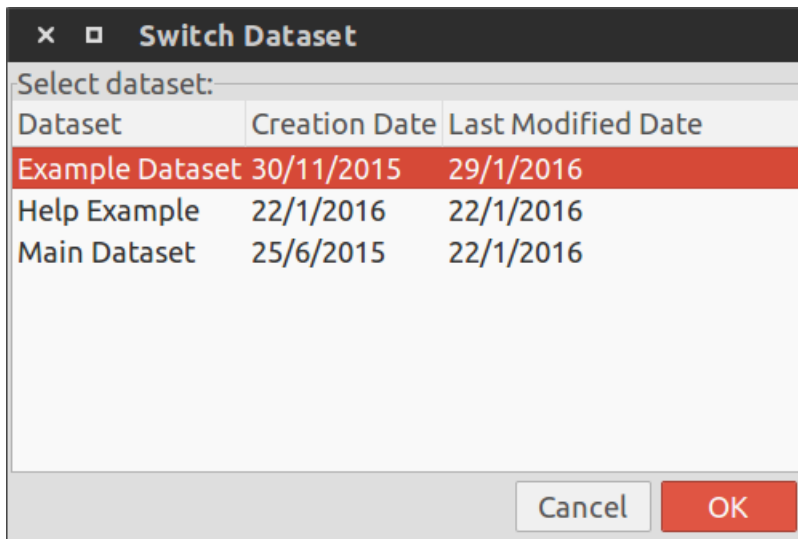 Switch Dataset
Select dataset:
Dataset Creation Date Last Modified Date
Example Dataset 30/11/2015 29/1/2016
Help Example 22/1/2016 22/1/2016
Main Dataset 25/6/2015 22/1/2016
Cancel OK